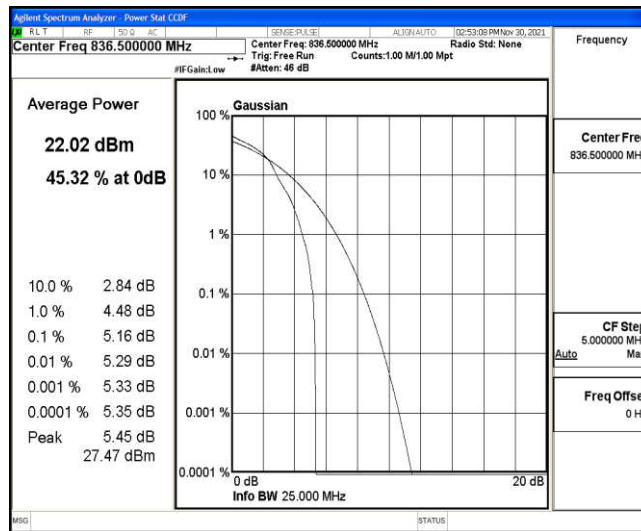 Agilent Spectrum Analyzer - Power Stat CCDF
RLT RF 50 Ω AC SENSE:PULSE ALIGNAUTO 02:53:08 PM Nov 30, 2021
Center Freq 836.500000 MHz
Center Freq: 836.500000 MHz Radio Std: None
Trig: Free Run Counts:1.00 M/1.00 Mpt
#IFGain:Low #Atten: 46 dB
Frequency
Average Power
22.02 dBm
45.32 % at 0dB
10.0 % 2.84 dB
1.0 % 4.48 dB
0.1 % 5.16 dB
0.01 % 5.29 dB
0.001 % 5.33 dB
0.0001 % 5.35 dB
Peak 5.45 dB
27.47 dBm
Gaussian
100 %
10 %
1 %
0.1 %
0.01 %
0.001 %
0.0001 %
0 dB 20 dB
Info BW 25.000 MHz
Center Fre
836.500000 MH
CF Step
5.000000 MH
Auto Ma
Freq Offse
0 H
MSG STATUS